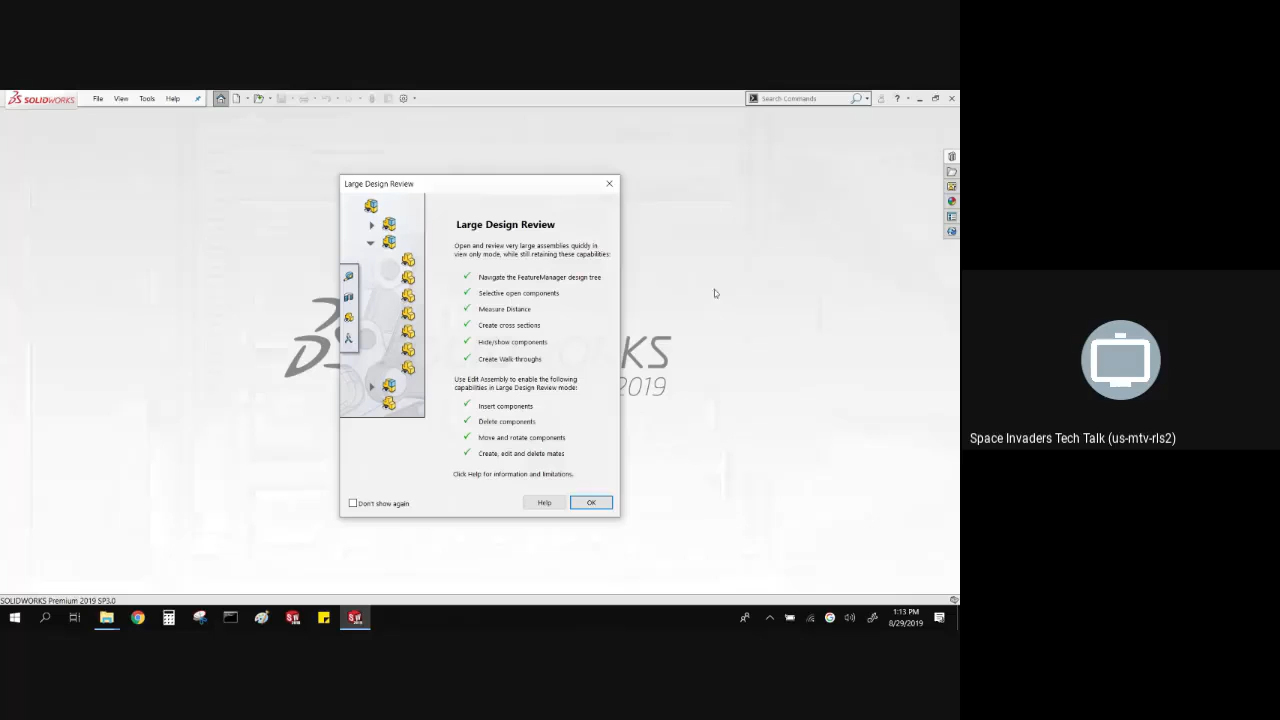 SOLIDWORKS
File View Tools Help
Search Commands
?
Large Design Review
Large Design Review
Open and review very large assemblies quickly in
view only mode, while still retaining these capabilities:
Navigate the FeatureManager design tree
Selective open components
Measure Distance
Create cross sections
Hide/show components
Create Walk-throughs
Use Edit Assembly to enable the following
capabilities in Large Design Review mode:
Insert components
Delete components
Move and rotate components
Create, edit and delete mates
Click Help for information and limitations.
Don't show again
Help
OK
KS
2019
SOLIDWORKS Premium 2019 SP3.0
1:13 PM
8/29/2019
Space Invaders Tech Talk (us-mtv-rls2)